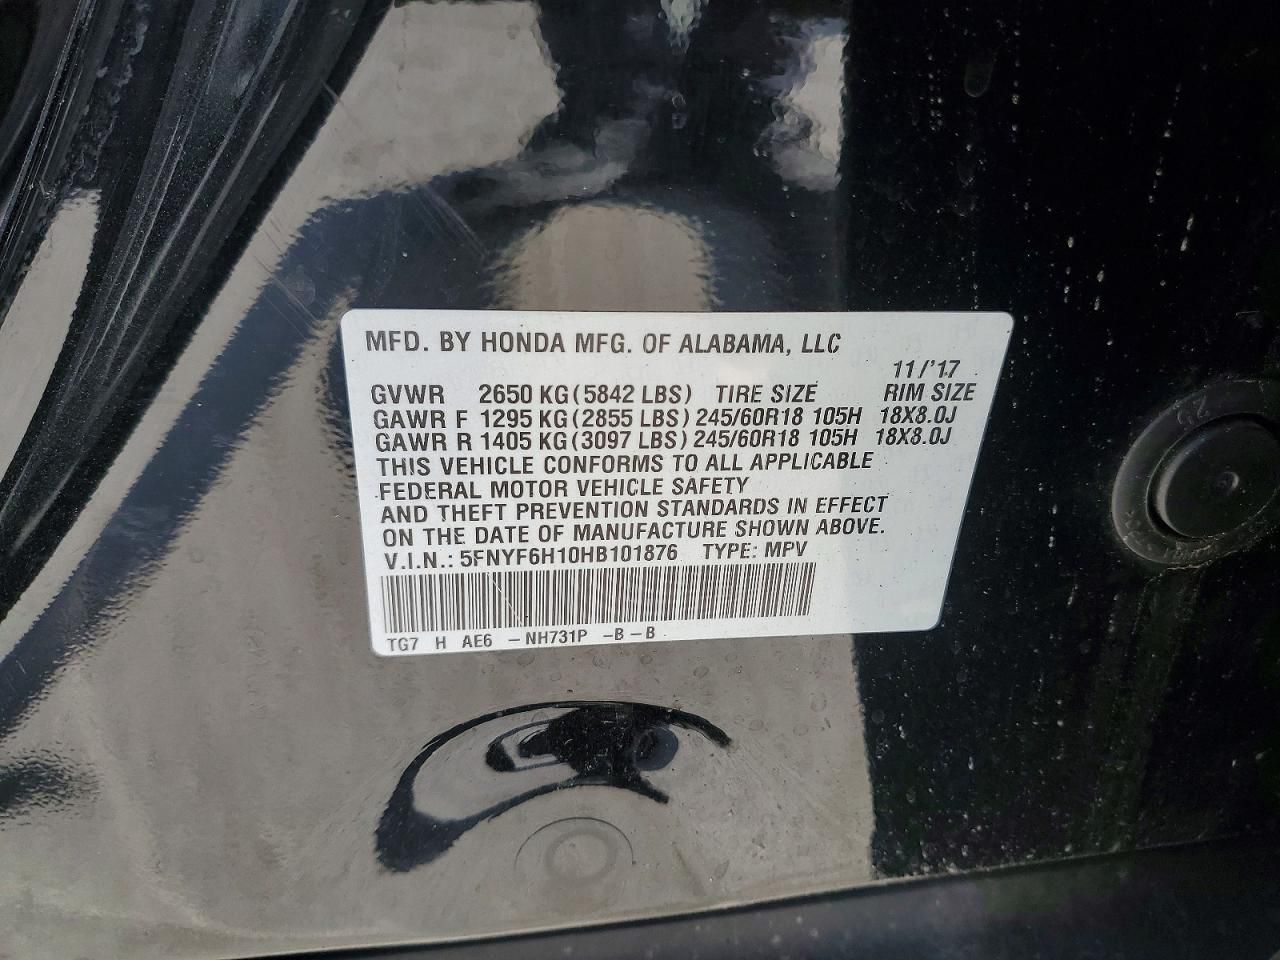 MFD. BY HONDA MFG. OF ALABAMA, LLC
11/'17
GVWR 2650 KG (5842 LBS) TIRE SIZE RIM SIZE
GAWR F 1295 KG (2855 LBS) 245/60R18 105H 18X8.0J
GAWR R 1405 KG (3097 LBS) 245/60R18 105H 18X8.0J
THIS VEHICLE CONFORMS TO ALL APPLICABLE
FEDERAL MOTOR VEHICLE SAFETY
AND THEFT PREVENTION STANDARDS IN EFFECT
ON THE DATE OF MANUFACTURE SHOWN ABOVE.
V.I.N.: 5FNYF6H10HB101876 TYPE: MPV
TG7 H AE6 -NH731P -B-B
20